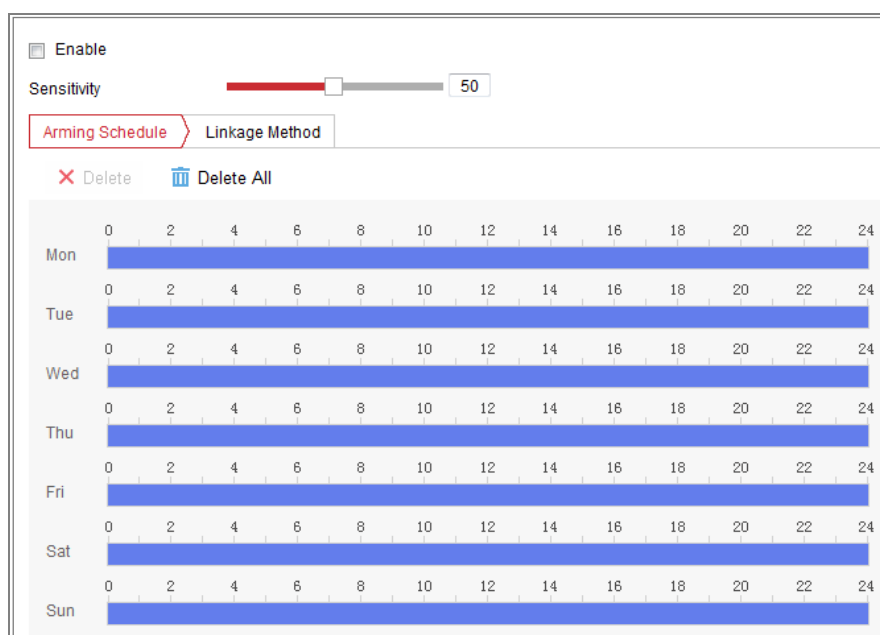 Enable
Sensitivity 50
Arming Schedule Linkage Method
Delete Delete All
0 2 4 6 8 10 12 14 16 18 20 22 24
Mon
0 2 4 6 8 10 12 14 16 18 20 22 24
Tue
0 2 4 6 8 10 12 14 16 18 20 22 24
Wed
0 2 4 6 8 10 12 14 16 18 20 22 24
Thu
0 2 4 6 8 10 12 14 16 18 20 22 24
Fri
0 2 4 6 8 10 12 14 16 18 20 22 24
Sat
0 2 4 6 8 10 12 14 16 18 20 22 24
Sun